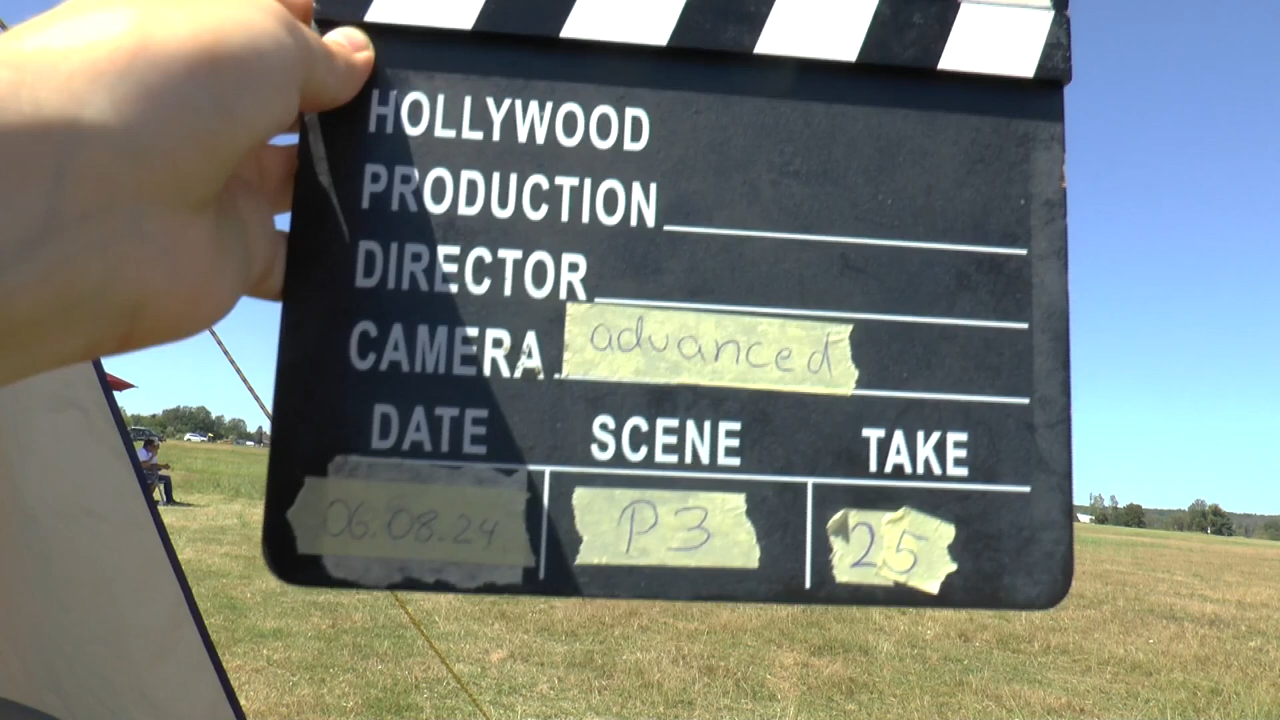 HOLLYWOOD
PRODUCTION
DIRECTOR
CAMERA advanced
DATE SCENE TAKE
06.08.24 P3 25